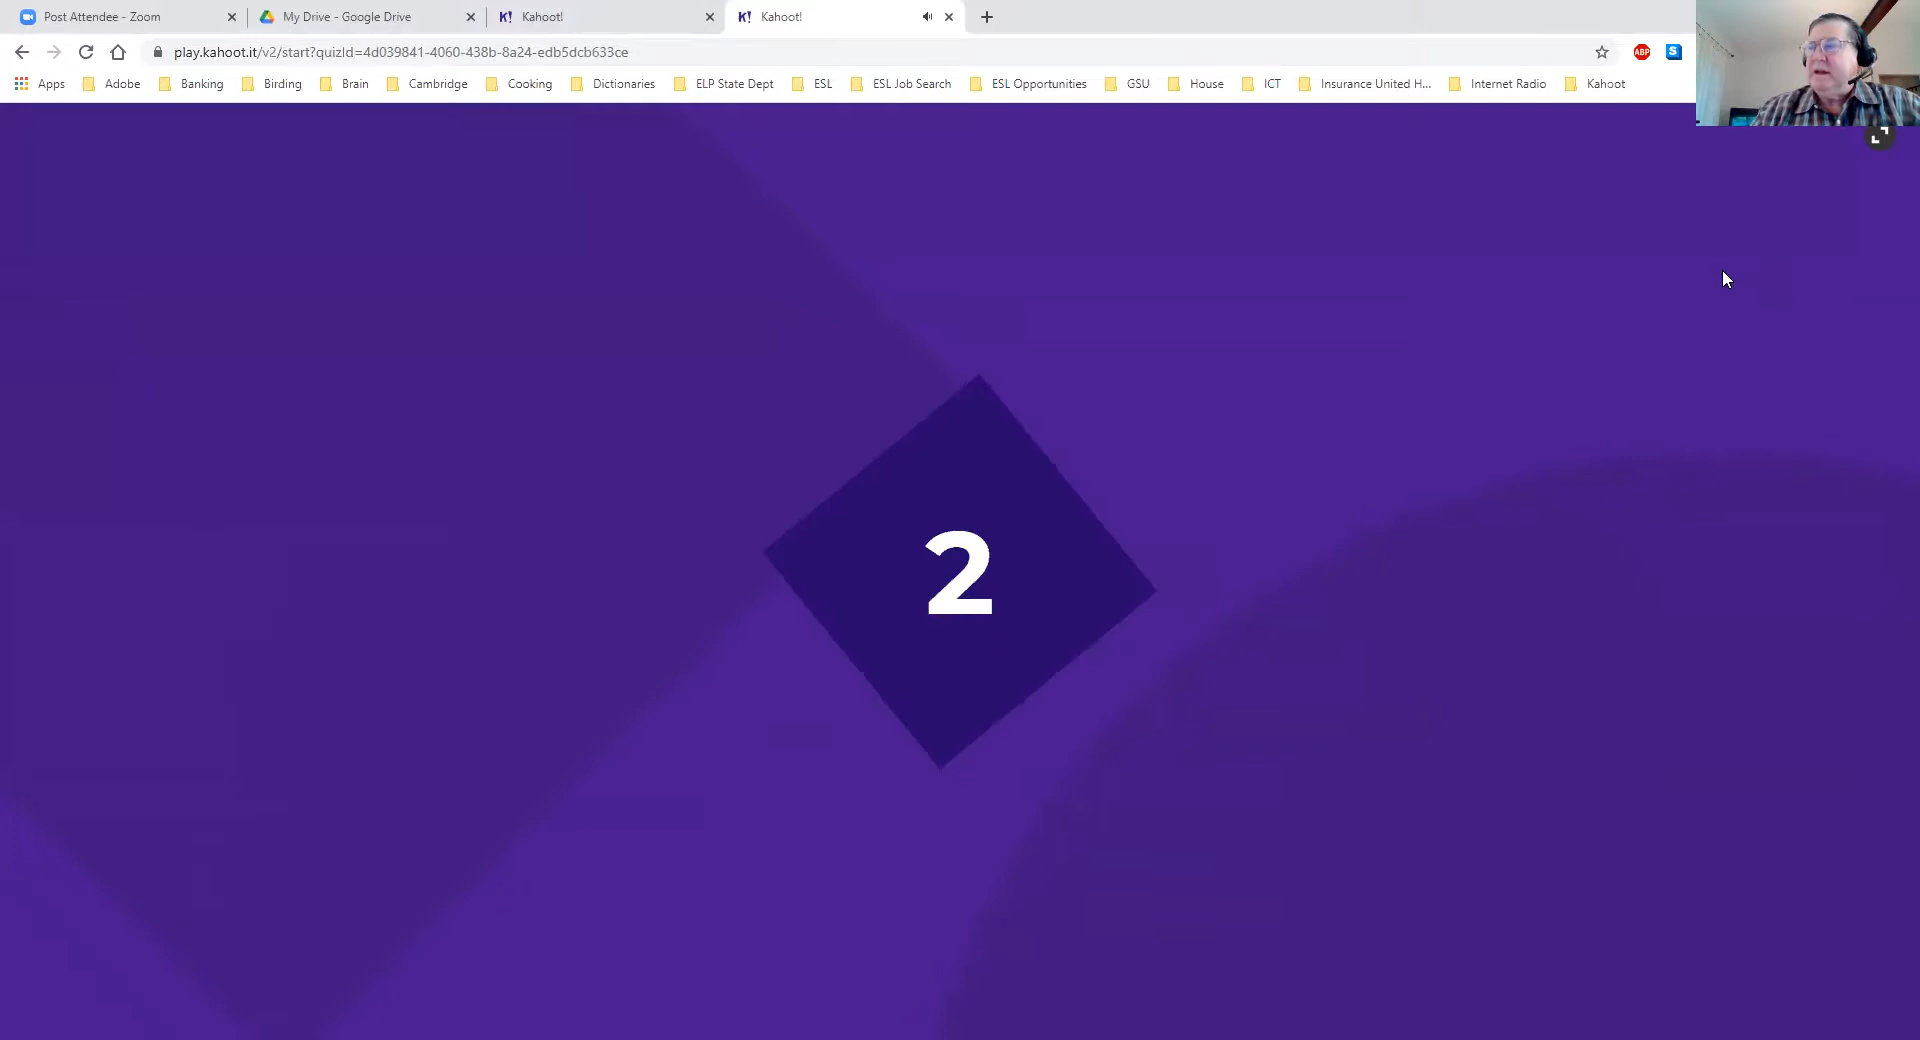 Post Attendee - Zoom My Drive - Google Drive K! Kahoot! K! Kahoot!
play.kahoot.it/v2/start?quizId=4d039841-4060-438b-8a24-edb5dcb633ce ABP S
Apps Adobe Banking Birding Brain Cambridge Cooking Dictionaries ELP State Dept ESL ESL Job Search ESL Opportunities GSU House ICT Insurance United H... Internet Radio Kahoot
2